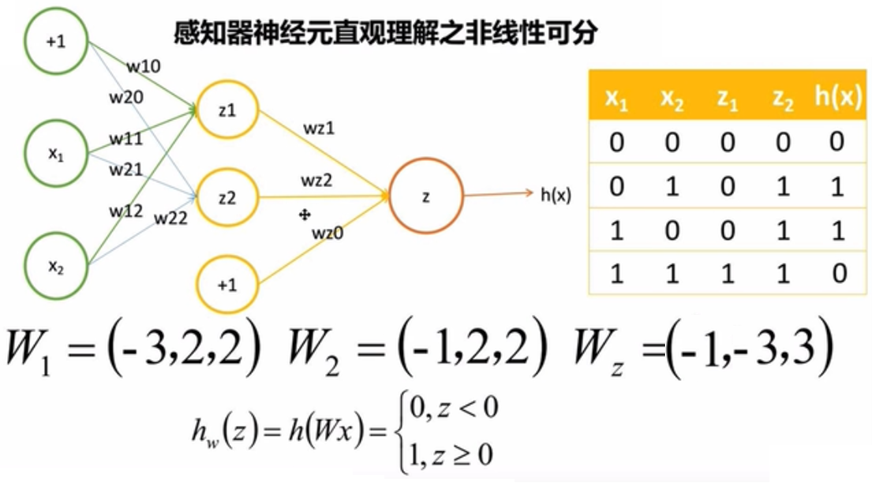 感知器神经元直观理解之非线性可分
+1
w10
w20
z1
wz1
x₁
w11
w21
wz2
z2
z
h(x)
w12
w22
wz0
x₂
+1
x₁ x₂ z₁ z₂ h(x)
0 0 0 0 0
0 1 0 1 1
1 0 0 1 1
1 1 1 1 0
W₁ = (-3,2,2) W₂ = (-1,2,2) W_z =(-1,-3,3)
h_w(z) = h(Wx) = {0, z < 0
1, z ≥ 0